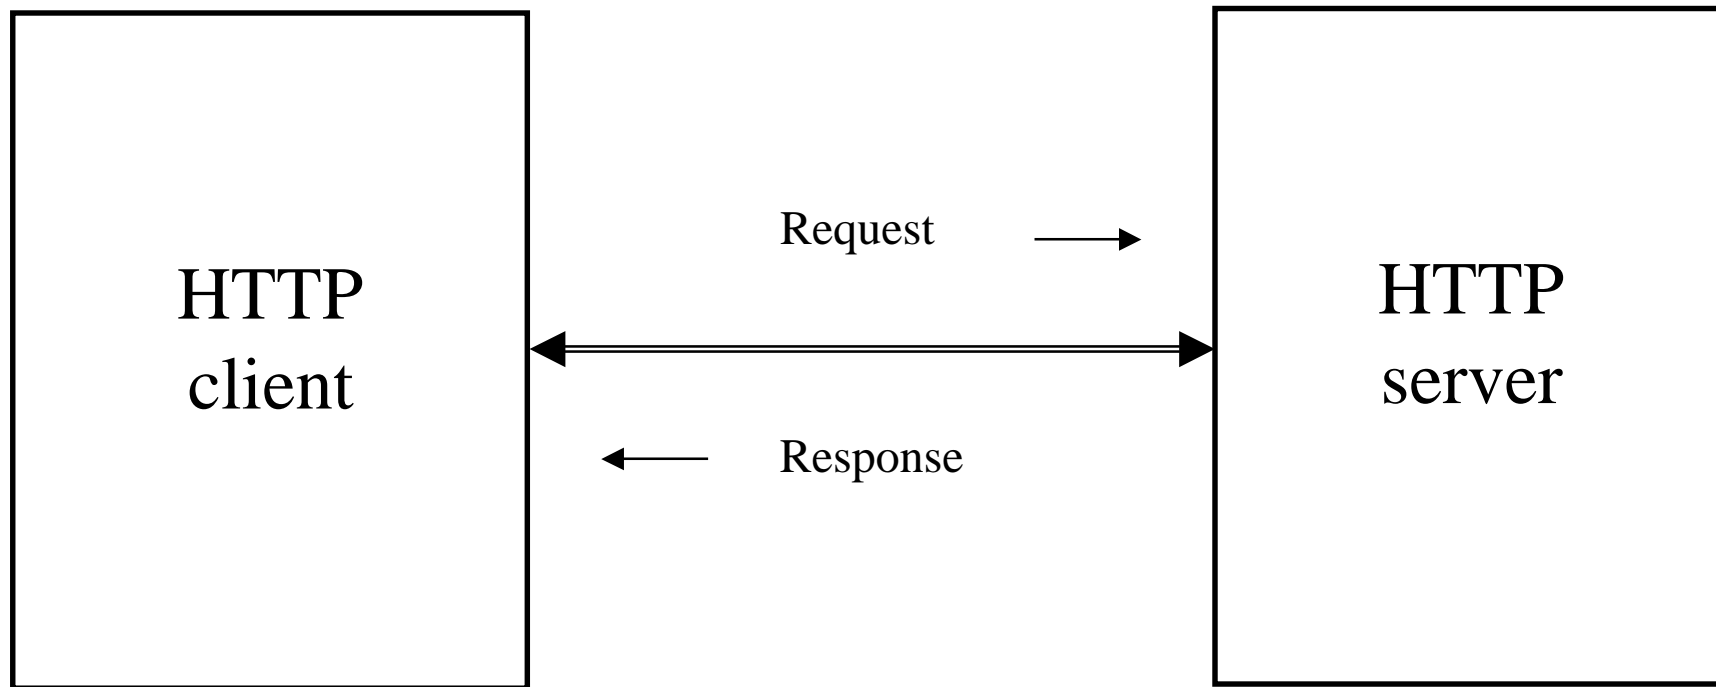 HTTP
client
Request
Response
HTTP
server